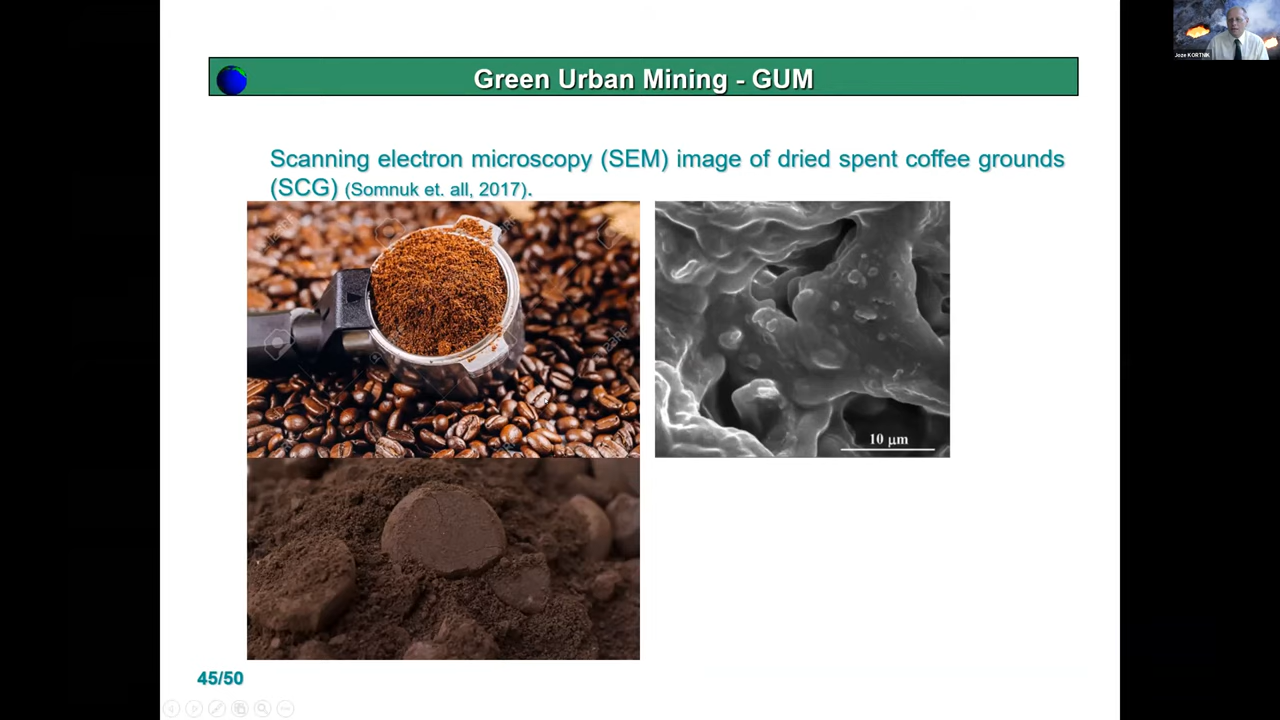 Joze KORTNIK
Green Urban Mining - GUM
Scanning electron microscopy (SEM) image of dried spent coffee grounds
(SCG) (Somnuk et. all, 2017).
10 μm
45/50